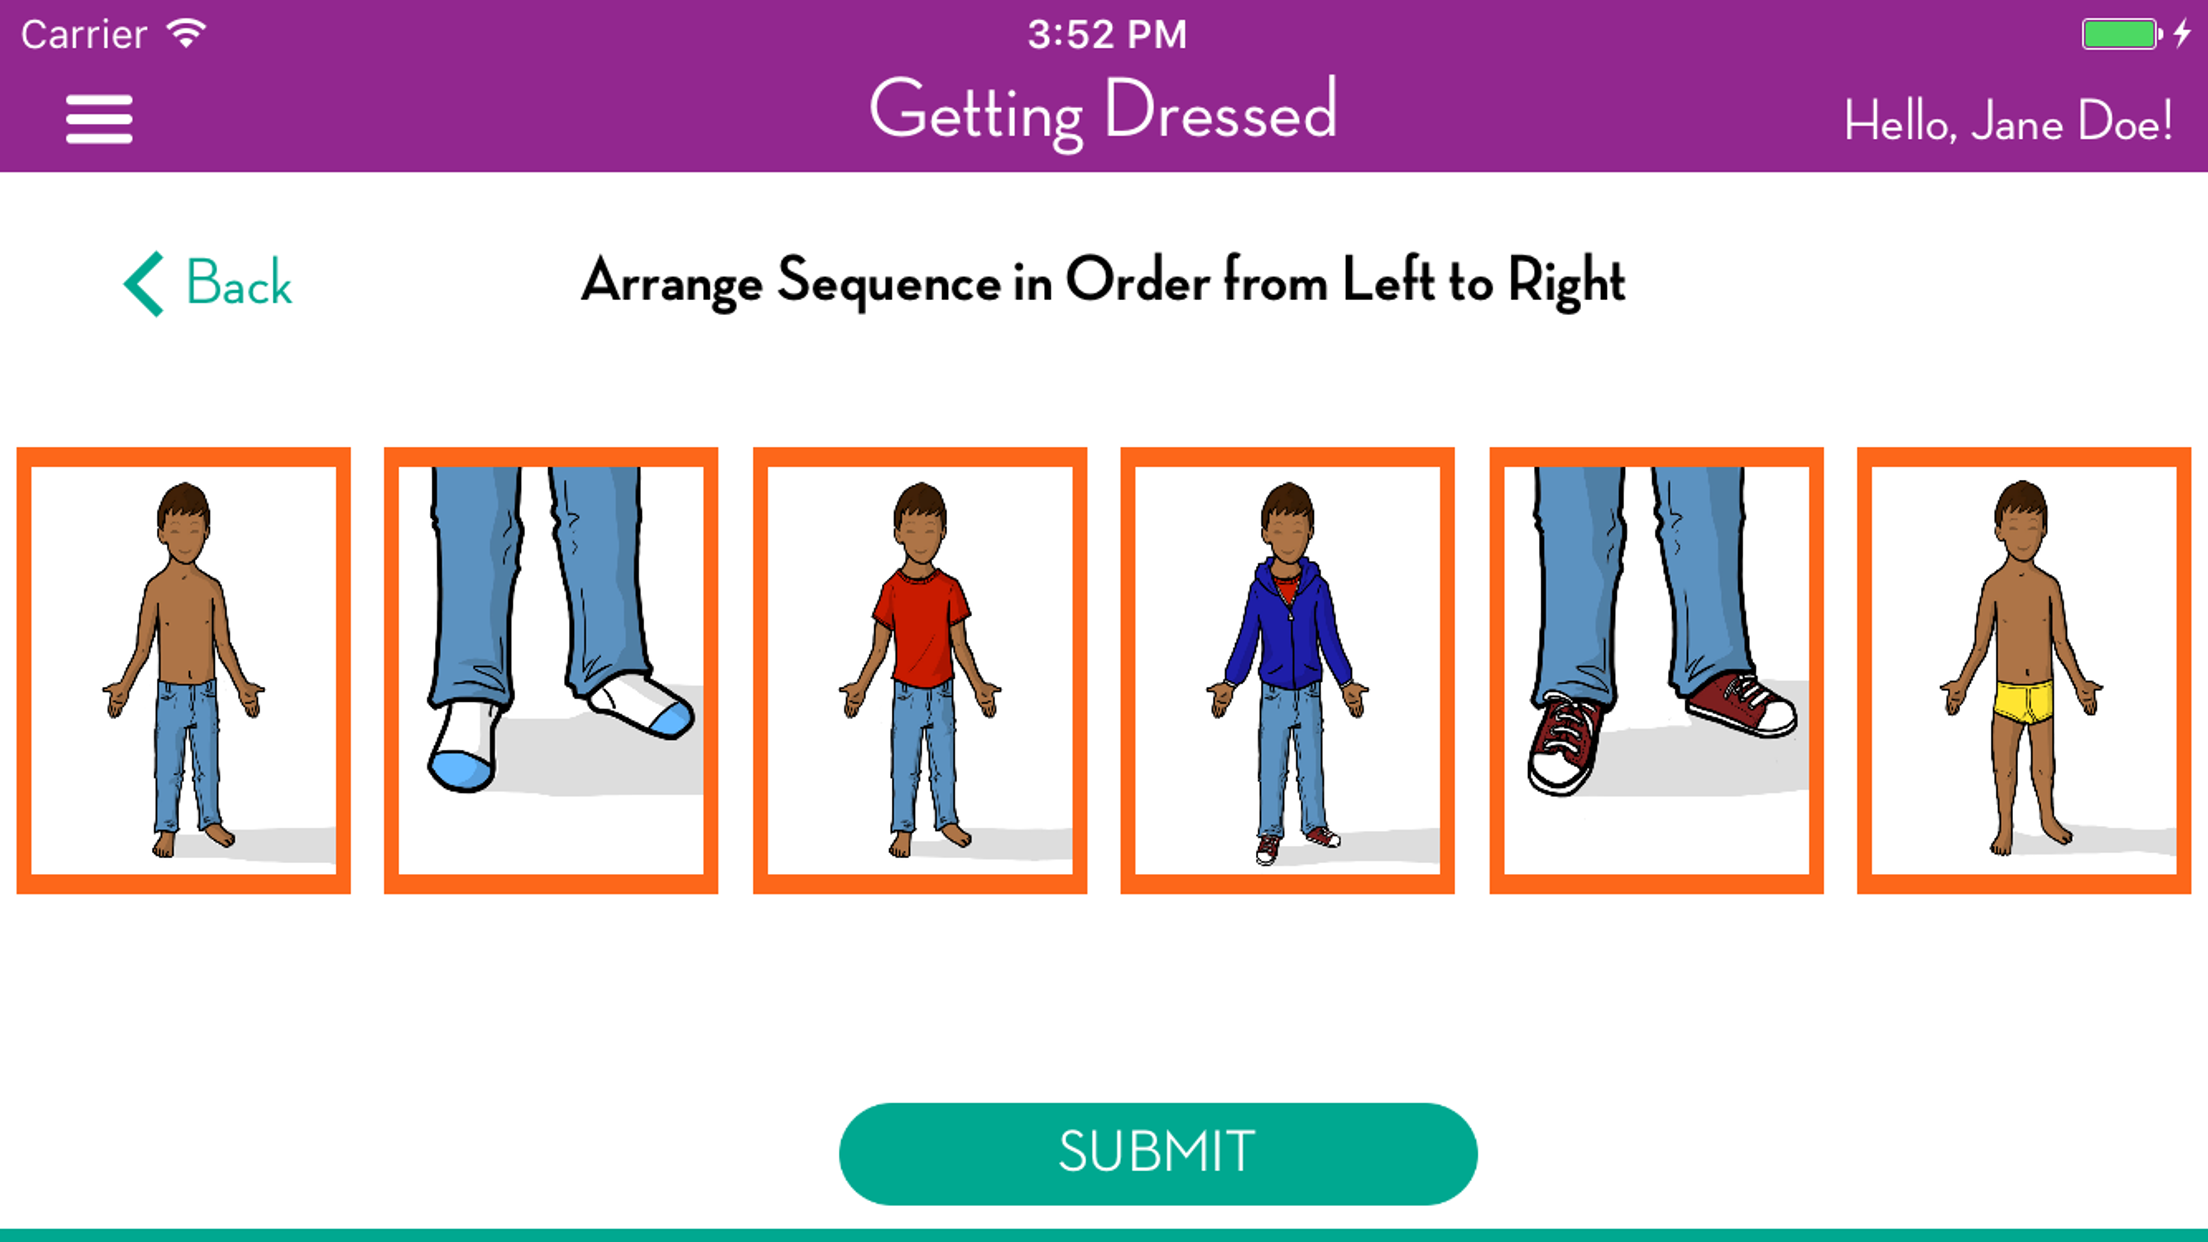 Carrier
3:52 PM
Getting Dressed
Hello, Jane Doe!
Back
Arrange Sequence in Order from Left to Right
SUBMIT